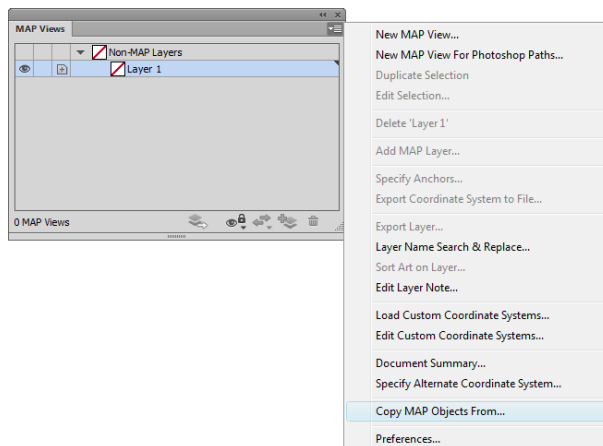 MAP Views
Non-MAP Layers
Layer 1
0 MAP Views
New MAP View...
New MAP View For Photoshop Paths...
Duplicate Selection
Edit Selection...
Delete 'Layer 1'
Add MAP Layer...
Specify Anchors...
Export Coordinate System to File...
Export Layer...
Layer Name Search & Replace...
Sort Art on Layer...
Edit Layer Note...
Load Custom Coordinate Systems...
Edit Custom Coordinate Systems...
Document Summary...
Specify Alternate Coordinate System...
Copy MAP Objects From...
Preferences...